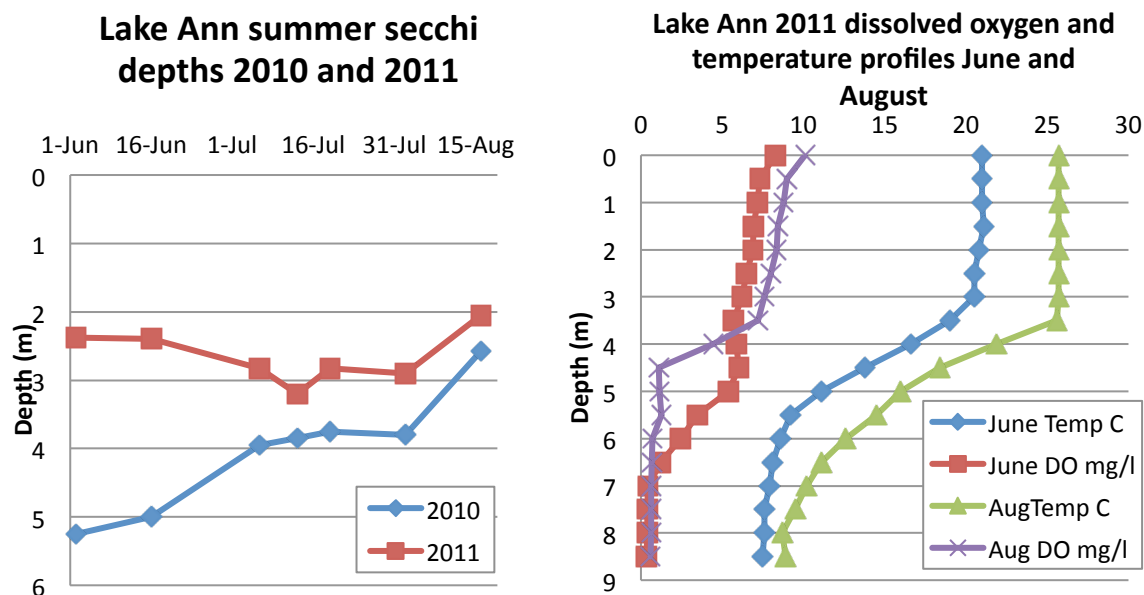 Lake Ann summer secchi
depths 2010 and 2011
1-Jun 16-Jun 1-Jul 16-Jul 31-Jul 15-Aug
0
1
2
3
4
5
6
Depth (m)
2010
2011
Lake Ann 2011 dissolved oxygen and
temperature profiles June and
August
0 5 10 15 20 25 30
0
1
2
3
4
5
6
7
8
9
Depth (m)
June Temp C
June DO mg/l
AugTemp C
Aug DO mg/l